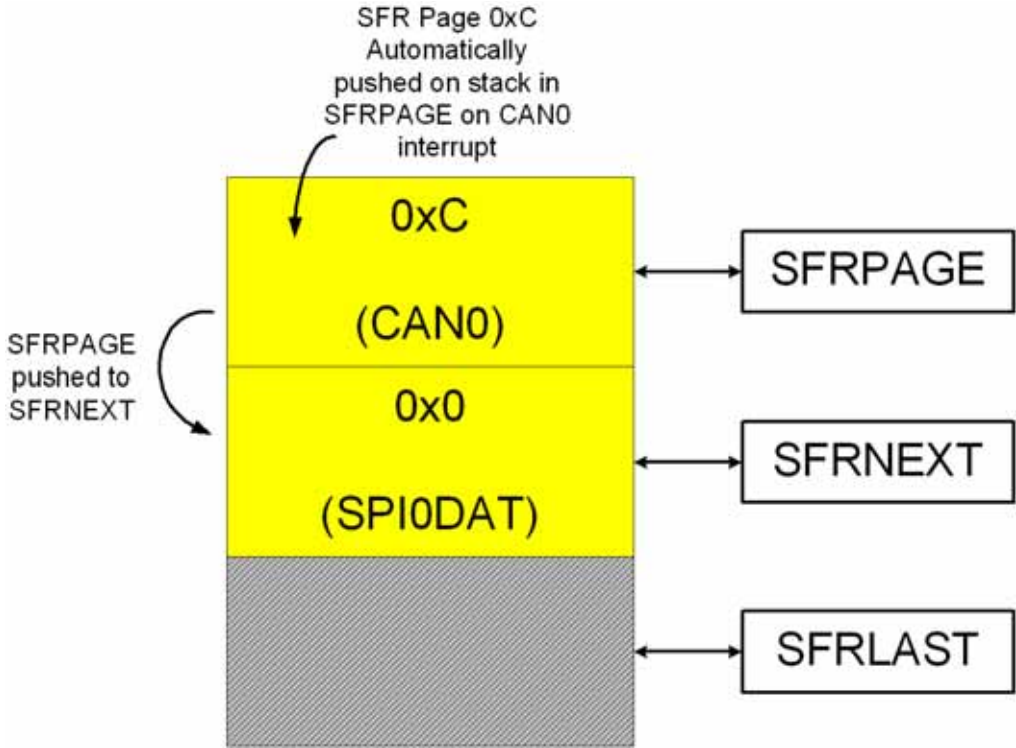 SFR Page 0xC
Automatically
pushed on stack in
SFRPAGE on CAN0
interrupt
0xC
(CAN0)
SFRPAGE
SFRPAGE
pushed to
SFRNEXT
0x0
(SPI0DAT)
SFRNEXT
SFRLAST